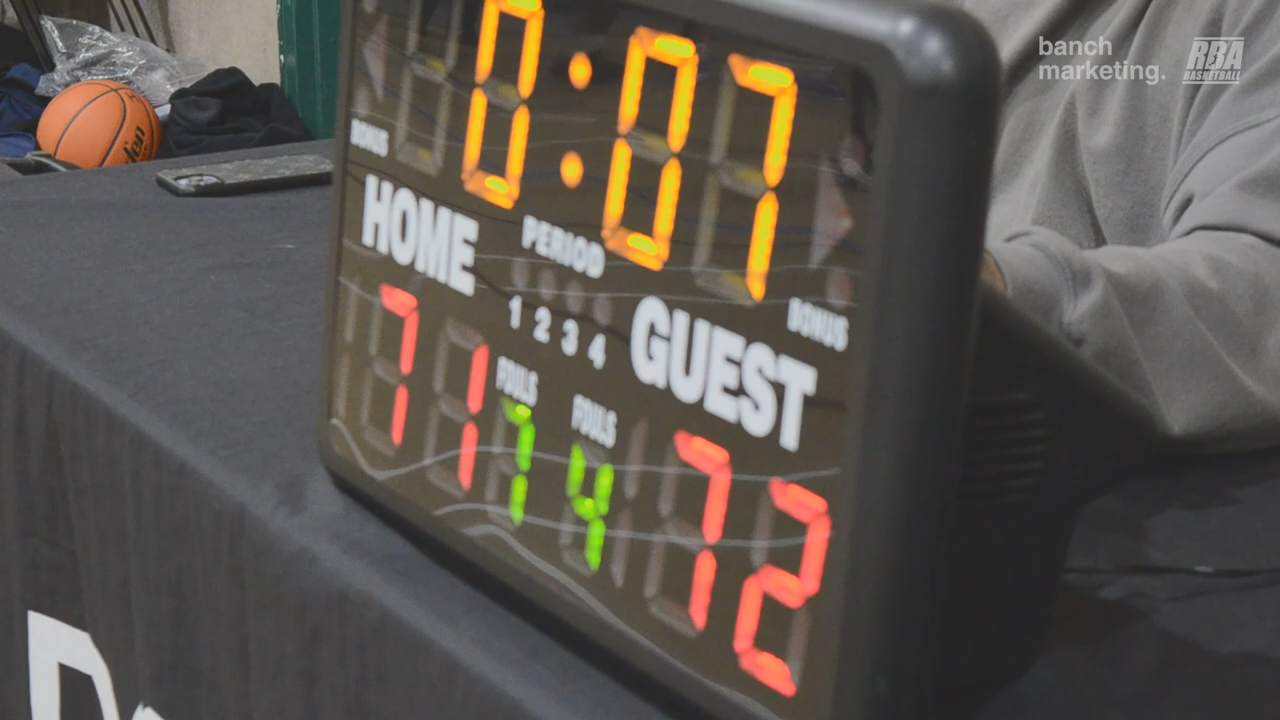 banch
marketing.
RBA
BASKETBALL
0:07
BONUS
HOME
PERIOD
BONUS
1 2 3 4
GUEST
71
FOULS
7
FOULS
4
72